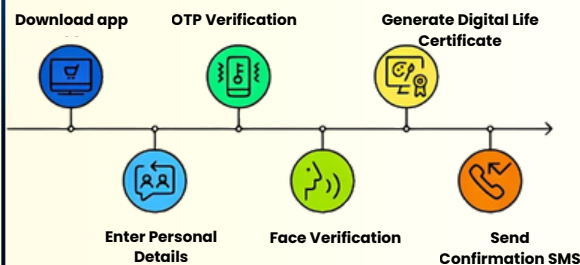 Download app
OTP Verification
Generate Digital Life
Certificate
Enter Personal
Details
Face Verification
Send
Confirmation SMS